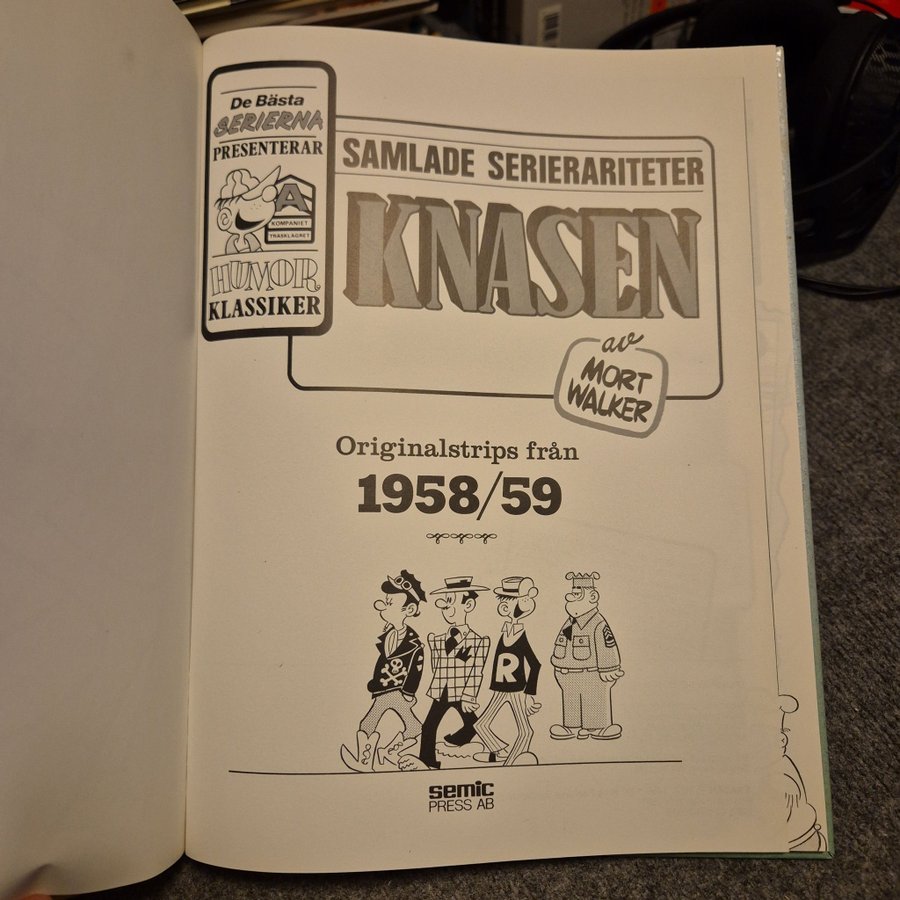 De Bästa
SERIERNA
PRESENTERAR
A
KOMPANIET
TRÄSKLÄGRET
HUMOR
KLASSIKER
SAMLADE SERIERARITETER
KNASEN
av
MORT
WALKER
Originalstrips från
1958/59
R
semic
PRESS AB